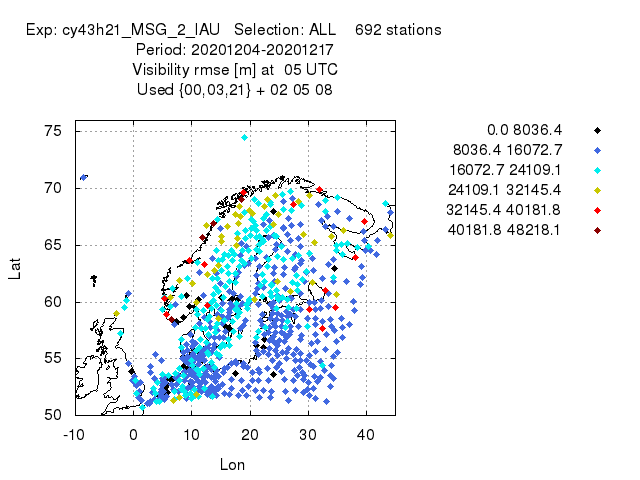 Exp: cy43h21_MSG_2_IAU Selection: ALL 692 stations
Period: 20201204-20201217
Visibility rmse [m] at 05 UTC
Used {00,03,21} + 02 05 08
0.0 8036.4
8036.4 16072.7
16072.7 24109.1
24109.1 32145.4
32145.4 40181.8
40181.8 48218.1
75
70
65
60
55
50
Lat
-10 0 10 20 30 40
Lon